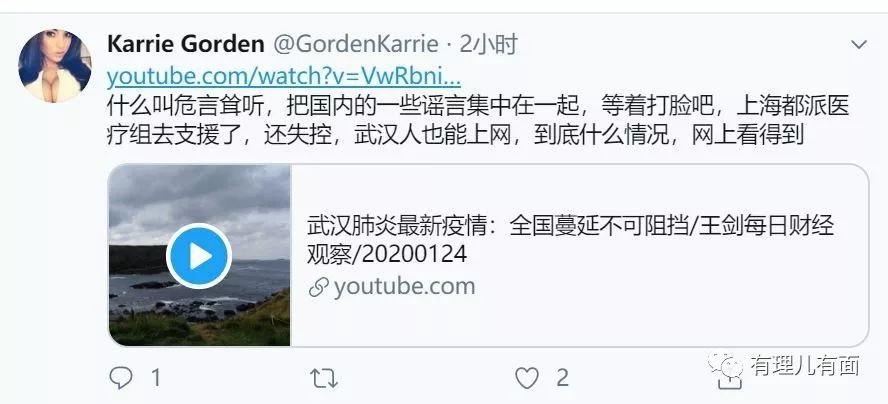 Karrie Gorden @GordenKarrie · 2小时
youtube.com/watch?v=VwRbni...
什么叫危言耸听，把国内的一些谣言集中在一起，等着打脸吧，上海都派医
疗组去支援了，还失控，武汉人也能上网，到底什么情况，网上看得到
武汉肺炎最新疫情：全国蔓延不可阻挡/王剑每日财经
观察/20200124
youtube.com
1
2
有理儿有面